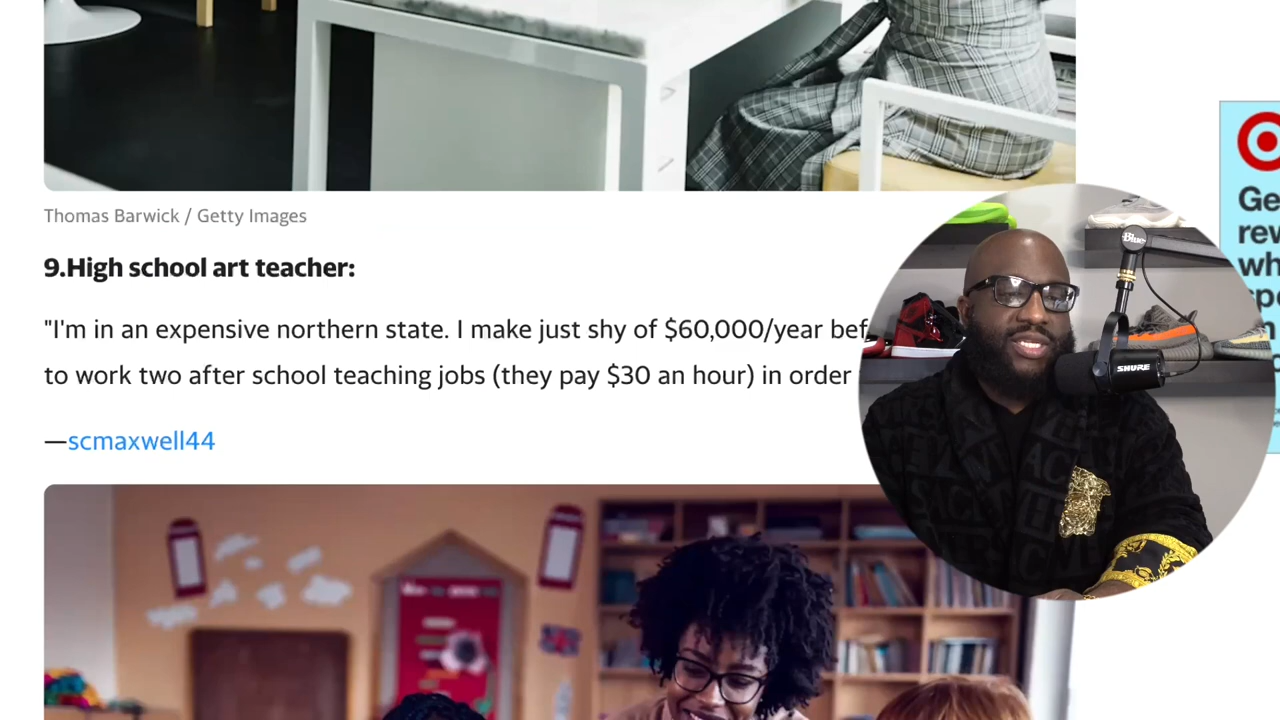 Thomas Barwick / Getty Images
9.High school art teacher:
"I'm in an expensive northern state. I make just shy of $60,000/year bef
to work two after school teaching jobs (they pay $30 an hour) in order
—scmaxwell44
Blue
SHURE
Ge
rev
wh